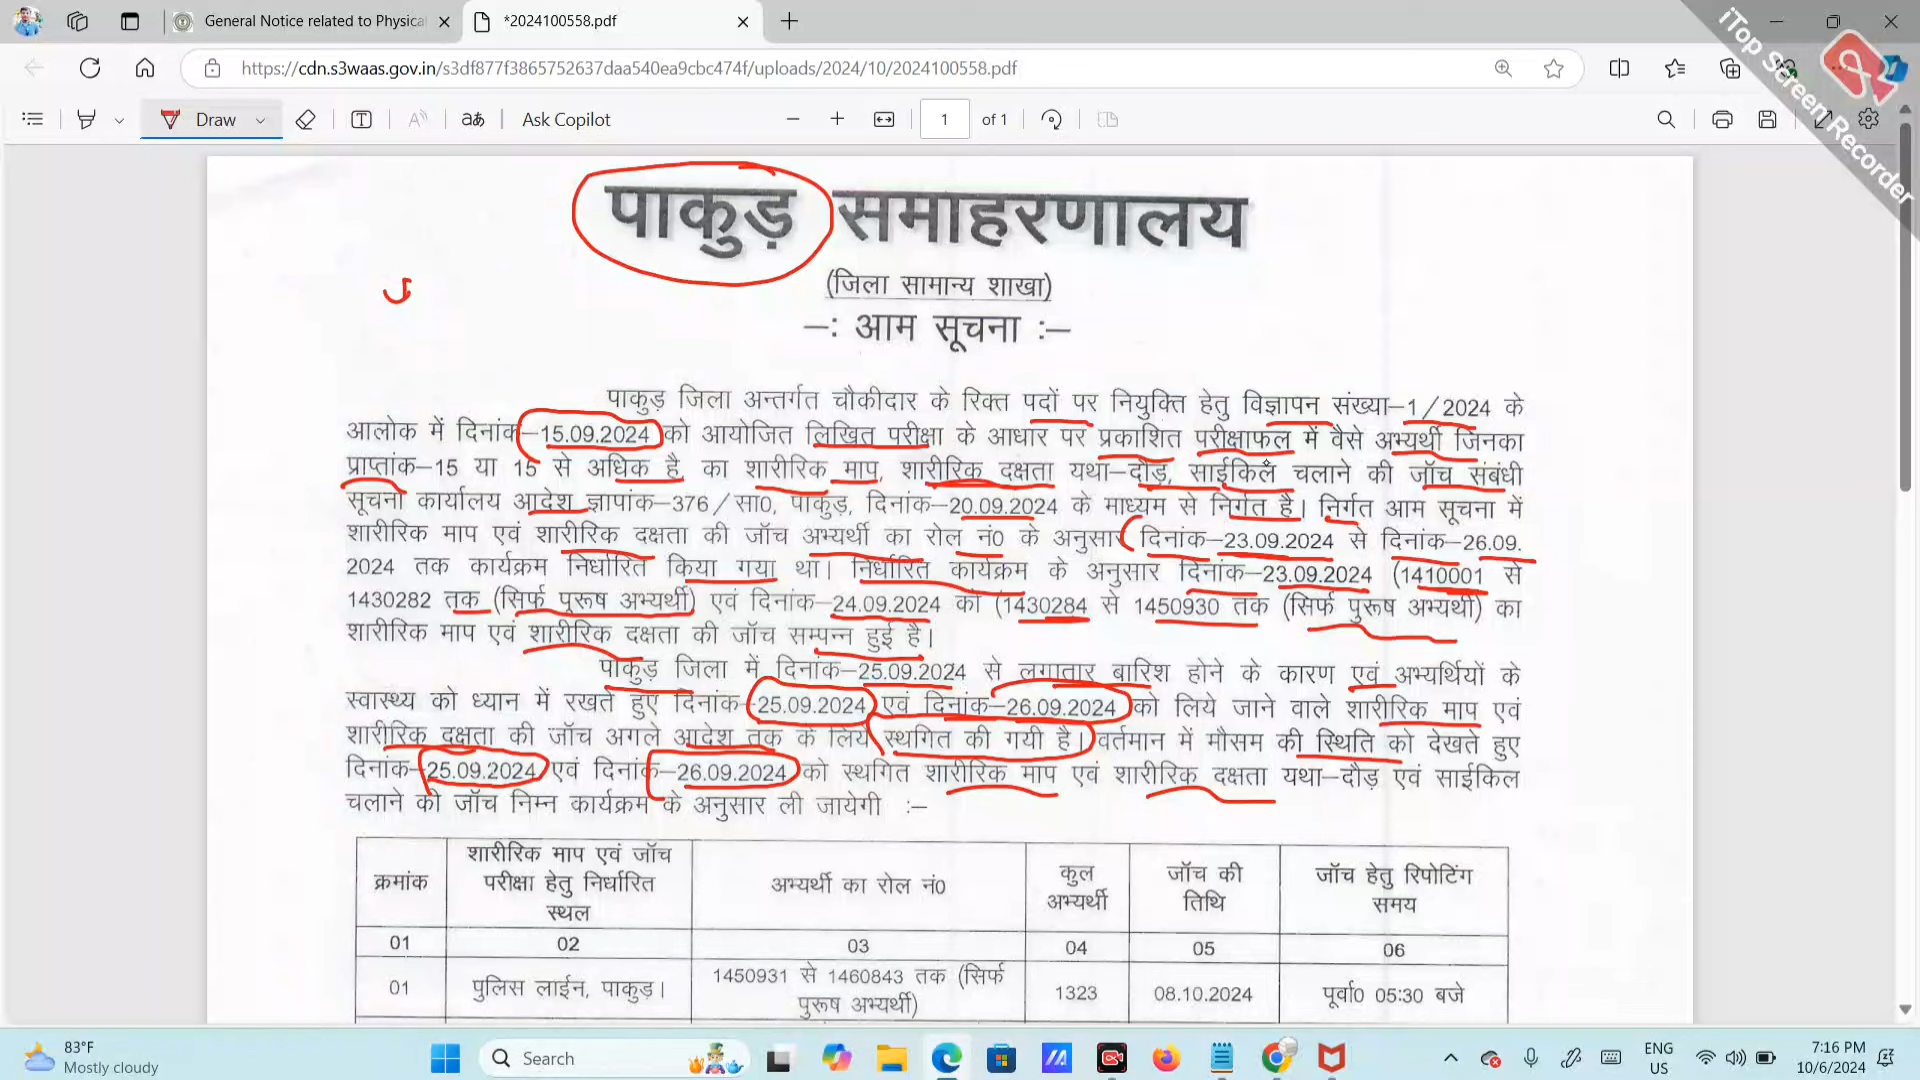 General Notice related to Physica
*2024100558.pdf
https://cdn.s3waas.gov.in/s3df877f3865752637daa540ea9cbc474f/uploads/2024/10/2024100558.pdf
Draw
Ask Copilot
1 of 1
iTop Screen Recorder
पाकुड़ समाहरणालय
(जिला सामान्य शाखा)
–: आम सूचना :–
पाकुड़ जिला अन्तर्गत चौकीदार के रिक्त पदों पर नियुक्ति हेतु विज्ञापन संख्या–1/2024 के
आलोक में दिनांक–15.09.2024 को आयोजित लिखित परीक्षा के आधार पर प्रकाशित परीक्षाफल में वैसे अभ्यर्थी जिनका
प्राप्तांक–15 या 15 से अधिक है, का शारीरिक माप, शारीरिक दक्षता यथा–दौड़, साईकिल चलाने की जॉच संबंधी
सूचना कार्यालय आदेश ज्ञापांक–376/सा0, पाकुड़, दिनांक–20.09.2024 के माध्यम से निर्गत है। निर्गत आम सूचना में
शारीरिक माप एवं शारीरिक दक्षता की जॉच अभ्यर्थी का रोल नं0 के अनुसार दिनांक–23.09.2024 से दिनांक–26.09.
2024 तक कार्यक्रम निर्धारित किया गया था। निर्धारित कार्यक्रम के अनुसार दिनांक–23.09.2024 (1410001 से
1430282 तक (सिर्फ पुरूष अभ्यर्थी) एवं दिनांक–24.09.2024 को (1430284 से 1450930 तक (सिर्फ पुरूष अभ्यर्थी) का
शारीरिक माप एवं शारीरिक दक्षता की जॉच सम्पन्न हुई है।
पाकुड़ जिला में दिनांक–25.09.2024 से लगातार बारिश होने के कारण एवं अभ्यर्थियों के
स्वास्थ्य को ध्यान में रखते हुए दिनांक–25.09.2024 एवं दिनांक–26.09.2024 को लिये जाने वाले शारीरिक माप एवं
शारीरिक दक्षता की जॉच अगले आदेश तक के लिये स्थगित की गयी है। वर्तमान में मौसम की स्थिति को देखते हुए
दिनांक–25.09.2024 एवं दिनांक–26.09.2024 को स्थगित शारीरिक माप एवं शारीरिक दक्षता यथा–दौड़ एवं साईकिल
चलाने की जॉच निम्न कार्यक्रम के अनुसार ली जायेगी :–
क्रमांक शारीरिक माप एवं जॉच परीक्षा हेतु निर्धारित स्थल अभ्यर्थी का रोल नं0 कुल अभ्यर्थी जॉच की तिथि जॉच हेतु रिपोटिंग समय
01 02 03 04 05 06
01 पुलिस लाईन, पाकुड़। 1450931 से 1460843 तक (सिर्फ पुरूष अभ्यर्थी) 1323 08.10.2024 पूर्वा0 05:30 बजे
83°F
Mostly cloudy
Search
ENG
US
7:16 PM
10/6/2024